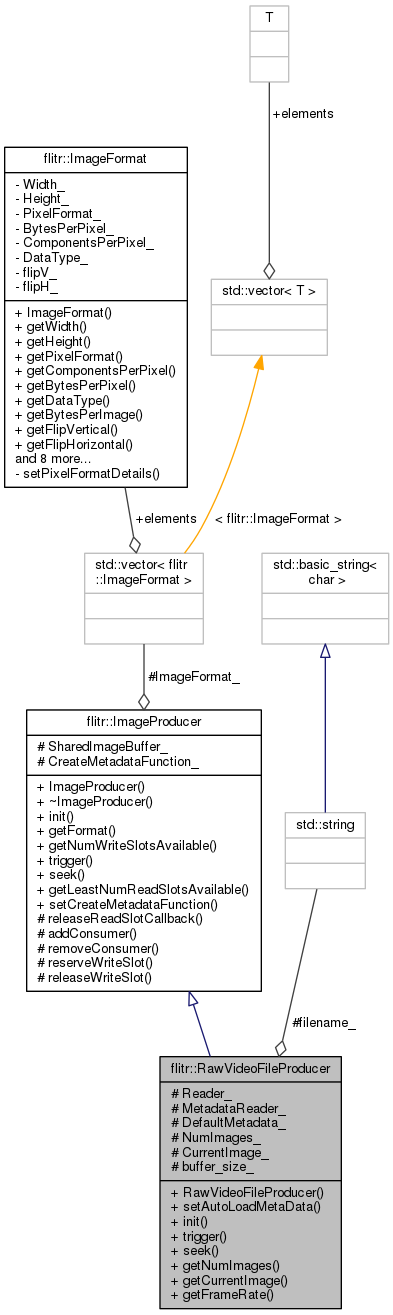 T
+elements
flitr::ImageFormat
- Width_
- Height_
- PixelFormat_
- BytesPerPixel_
- ComponentsPerPixel_
- DataType_
- flipV_
- flipH_
+ ImageFormat()
+ getWidth()
+ getHeight()
+ getPixelFormat()
+ getComponentsPerPixel()
+ getBytesPerPixel()
+ getDataType()
+ getBytesPerImage()
+ getFlipVertical()
+ getFlipHorizontal()
and 8 more...
- setPixelFormatDetails()
std::vector< T >
+elements
< flitr::ImageFormat >
std::vector< flitr
::ImageFormat >
std::basic_string<
char >
#ImageFormat_
flitr::ImageProducer
# SharedImageBuffer_
# CreateMetadataFunction_
+ ImageProducer()
+ ~ImageProducer()
+ init()
+ getFormat()
+ getNumWriteSlotsAvailable()
+ trigger()
+ seek()
+ getLeastNumReadSlotsAvailable()
+ setCreateMetadataFunction()
# releaseReadSlotCallback()
# addConsumer()
# removeConsumer()
# reserveWriteSlot()
# releaseWriteSlot()
std::string
#filename_
flitr::RawVideoFileProducer
# Reader_
# MetadataReader_
# DefaultMetadata_
# NumImages_
# CurrentImage_
# buffer_size_
+ RawVideoFileProducer()
+ setAutoLoadMetaData()
+ init()
+ trigger()
+ seek()
+ getNumImages()
+ getCurrentImage()
+ getFrameRate()